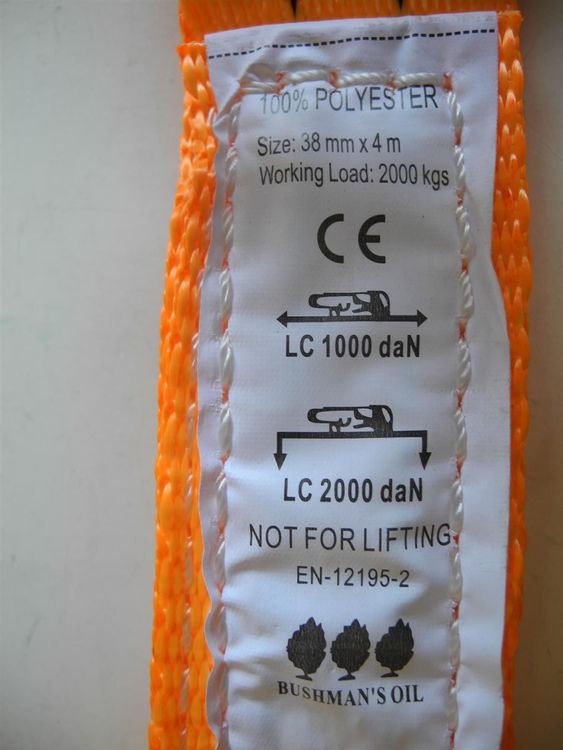 100% POLYESTER
Size: 38 mm x 4 m
Working Load: 2000 kgs
CE
LC 1000 daN
LC 2000 daN
NOT FOR LIFTING
EN-12195-2
BUSHMAN'S OIL